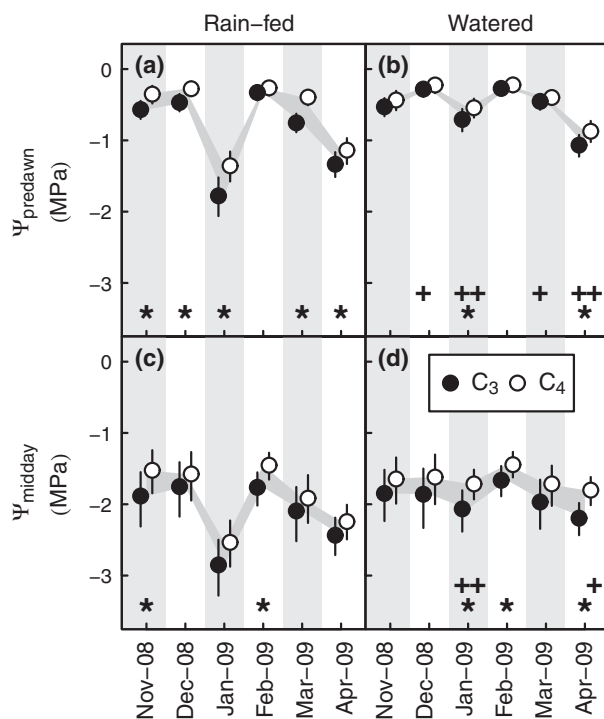 Rain–fed
Watered
(a)
(b)
0
−1
−2
−3
Ψpredawn
(MPa)
* * * * *
+ ++ + ++
* *
(c)
(d)
C3 C4
0
−1
−2
−3
Ψmidday
(MPa)
* *
++ +
* * *
Nov–08
Dec–08
Jan–09
Feb–09
Mar–09
Apr–09
Nov–08
Dec–08
Jan–09
Feb–09
Mar–09
Apr–09